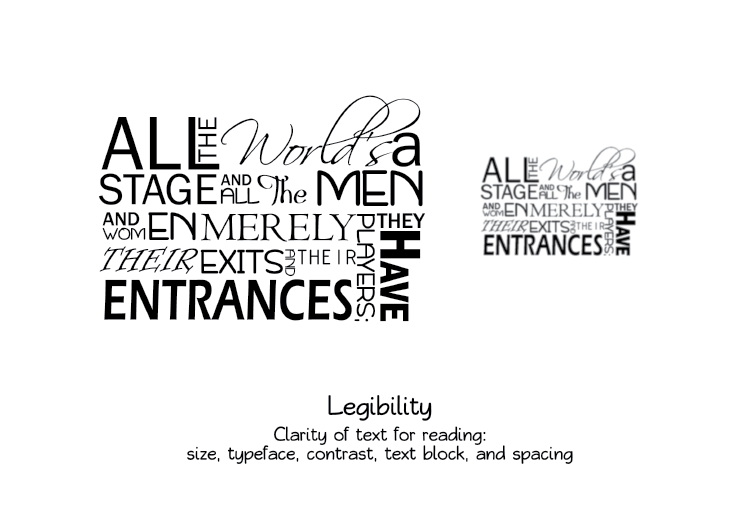 ALL THE World's a
STAGE AND ALL The MEN
AND WOMEN MERELY PLAYERS: THEY HAVE
THEIR EXITS AND THEIR
ENTRANCES
ALL THE World's a
STAGE AND ALL The MEN
AND WOMEN MERELY PLAYERS: THEY HAVE
THEIR EXITS AND THEIR
ENTRANCES
Legibility
Clarity of text for reading:
size, typeface, contrast, text block, and spacing